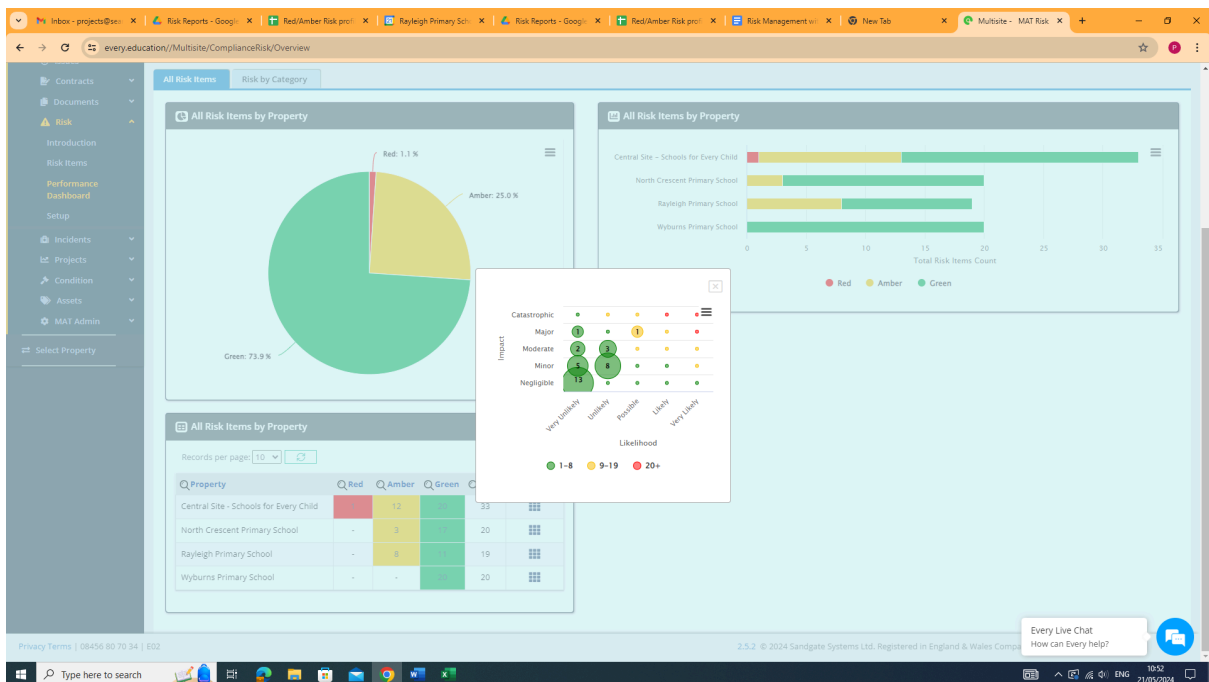 Inbox - projects@sea
Risk Reports - Google
Red/Amber Risk profi
Rayleigh Primary Sch
Risk Reports - Google
Red/Amber Risk profi
Risk Management wit
New Tab
Multisite - MAT Risk
every.education//Multisite/ComplianceRisk/Overview
P
Contracts
Documents
Risk
Introduction
Risk Items
Performance
Dashboard
Setup
Incidents
Projects
Condition
Assets
MAT Admin
Select Property
All Risk Items
Risk by Category
All Risk Items by Property
Red: 1.1 %
Amber: 25.0 %
Green: 73.9 %
All Risk Items by Property
Central Site - Schools for Every Child
North Crescent Primary School
Rayleigh Primary School
Wyburns Primary School
0 5 10 15 20 25 30 35
Total Risk Items Count
Red Amber Green
Catastrophic
Major 1 1
Moderate 2 3
Minor 5 8
Negligible 13
Impact
Very Unlikely Unlikely Possible Likely Very Likely
Likelihood
1-8 9-19 20+
All Risk Items by Property
Records per page: 10
Property Red Amber Green
Central Site - Schools for Every Child 12 33
North Crescent Primary School - 3 17 20
Rayleigh Primary School - 8 11 19
Wyburns Primary School - - 20 20
Every Live Chat
How can Every help?
Privacy Terms | 08456 80 70 34 | E02
2.5.2 © 2024 Sandgate Systems Ltd. Registered in England & Wales Compa
Type here to search
ENG
10:52
21/05/2024